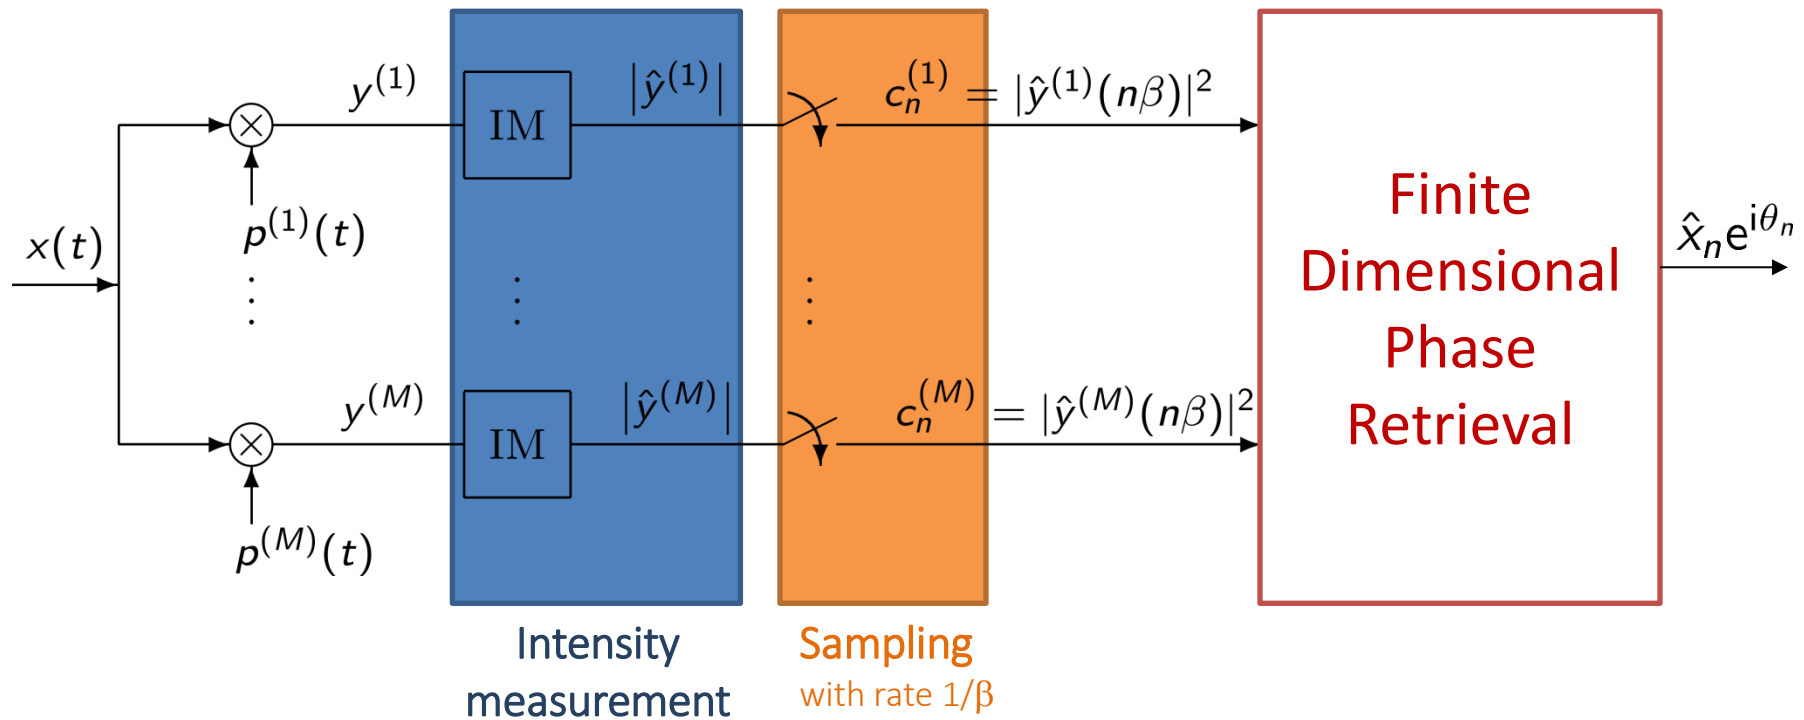 x(t)
p^{(1)}(t)
⋮
p^{(M)}(t)
y^{(1)}
IM
|ŷ^{(1)}|
⋮
y^{(M)}
IM
|ŷ^{(M)}|
Intensity
measurement
c_n^{(1)} = |ŷ^{(1)}(nβ)|^2
⋮
c_n^{(M)} = |ŷ^{(M)}(nβ)|^2
Sampling
with rate 1/β
Finite
Dimensional
Phase
Retrieval
x̂_n e^{iθ_n}